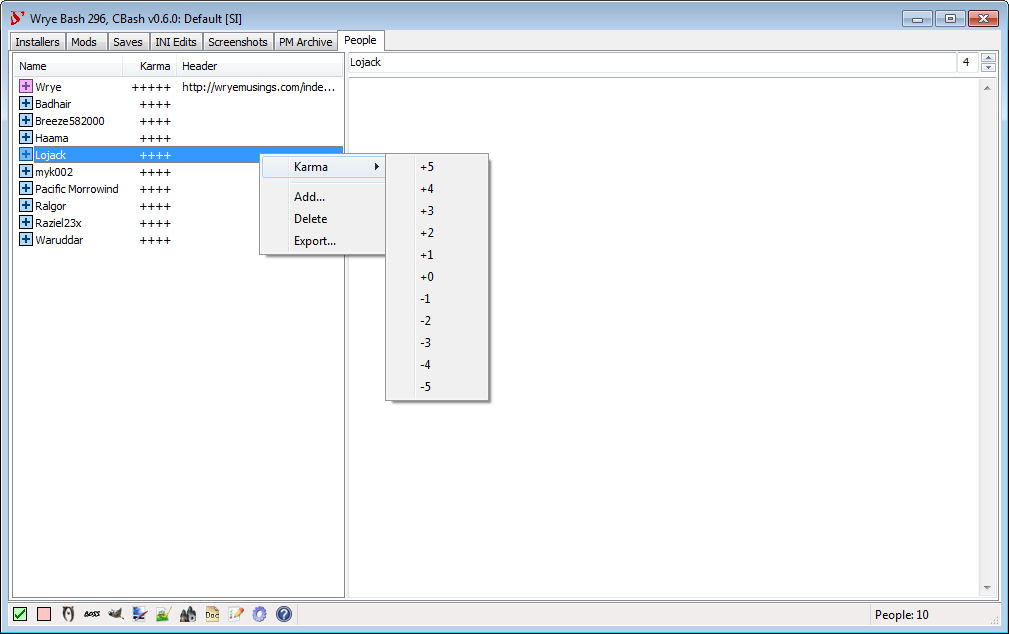 Wrye Bash 296, CBash v0.6.0: Default [SI]
Installers Mods Saves INI Edits Screenshots PM Archive People
Name Karma Header
Lojack 4
Wrye +++++ http://wryemusings.com/inde...
Badhair ++++
Breeze582000 ++++
Haama ++++
Lojack ++++
myk002 ++++
Pacific Morrowind ++++
Ralgor ++++
Raziel23x ++++
Waruddar ++++
Karma
Add...
Delete
Export...
+5
+4
+3
+2
+1
+0
-1
-2
-3
-4
-5
BOSS
Doc
People: 10